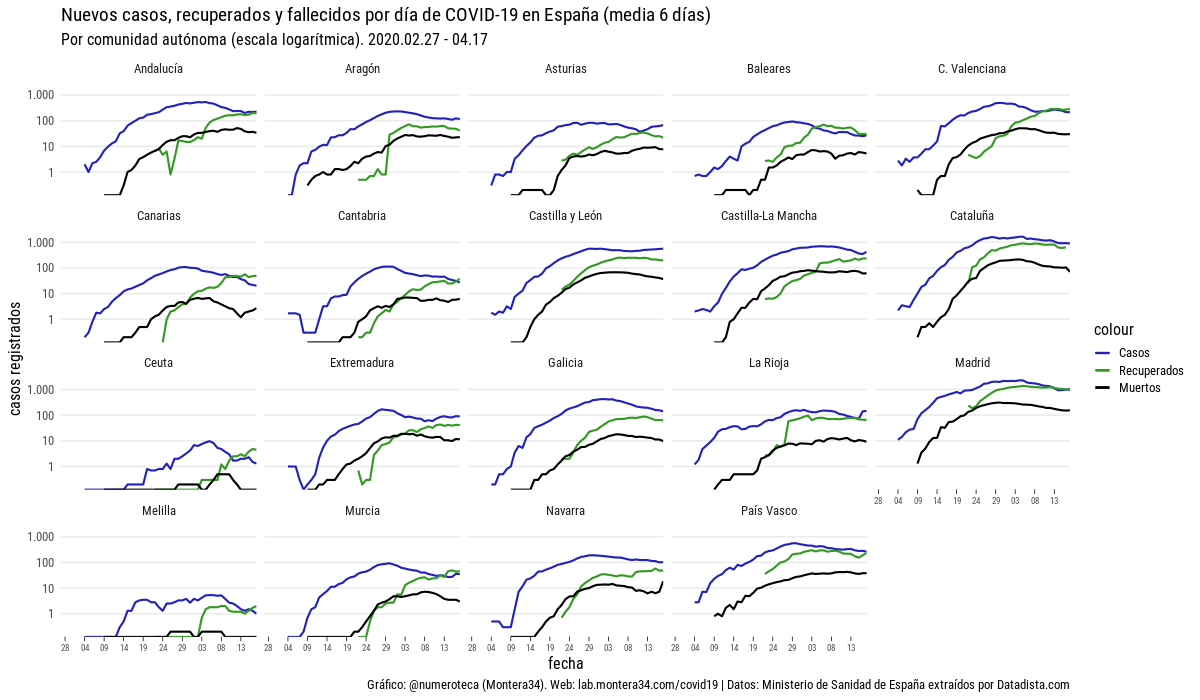 Nuevos casos, recuperados y fallecidos por día de COVID-19 en España (media 6 días)
Por comunidad autónoma (escala logarítmica). 2020.02.27 - 04.17
Andalucía Aragón Asturias Baleares C. Valenciana
1.000
100
10
1
Canarias Cantabria Castilla y León Castilla-La Mancha Cataluña
1.000
100
10
1
Ceuta Extremadura Galicia La Rioja Madrid
1.000
100
10
1
28 04 09 14 19 24 29 03 08 13
Melilla Murcia Navarra País Vasco
1.000
100
10
1
28 04 09 14 19 24 29 03 08 13 28 04 09 14 19 24 29 03 08 13 28 04 09 14 19 24 29 03 08 13 28 04 09 14 19 24 29 03 08 13
casos registrados
fecha
colour
Casos
Recuperados
Muertos
Gráfico: @numeroteca (Montera34). Web: lab.montera34.com/covid19 | Datos: Ministerio de Sanidad de España extraídos por Datadista.com